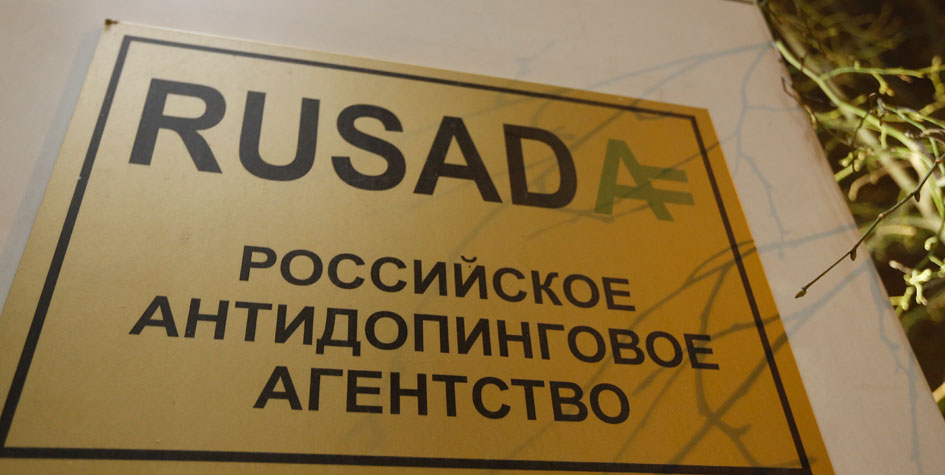 RUSADA
РОССИЙСКОЕ
АНТИДОПИНГОВОЕ
АГЕНТСТВО